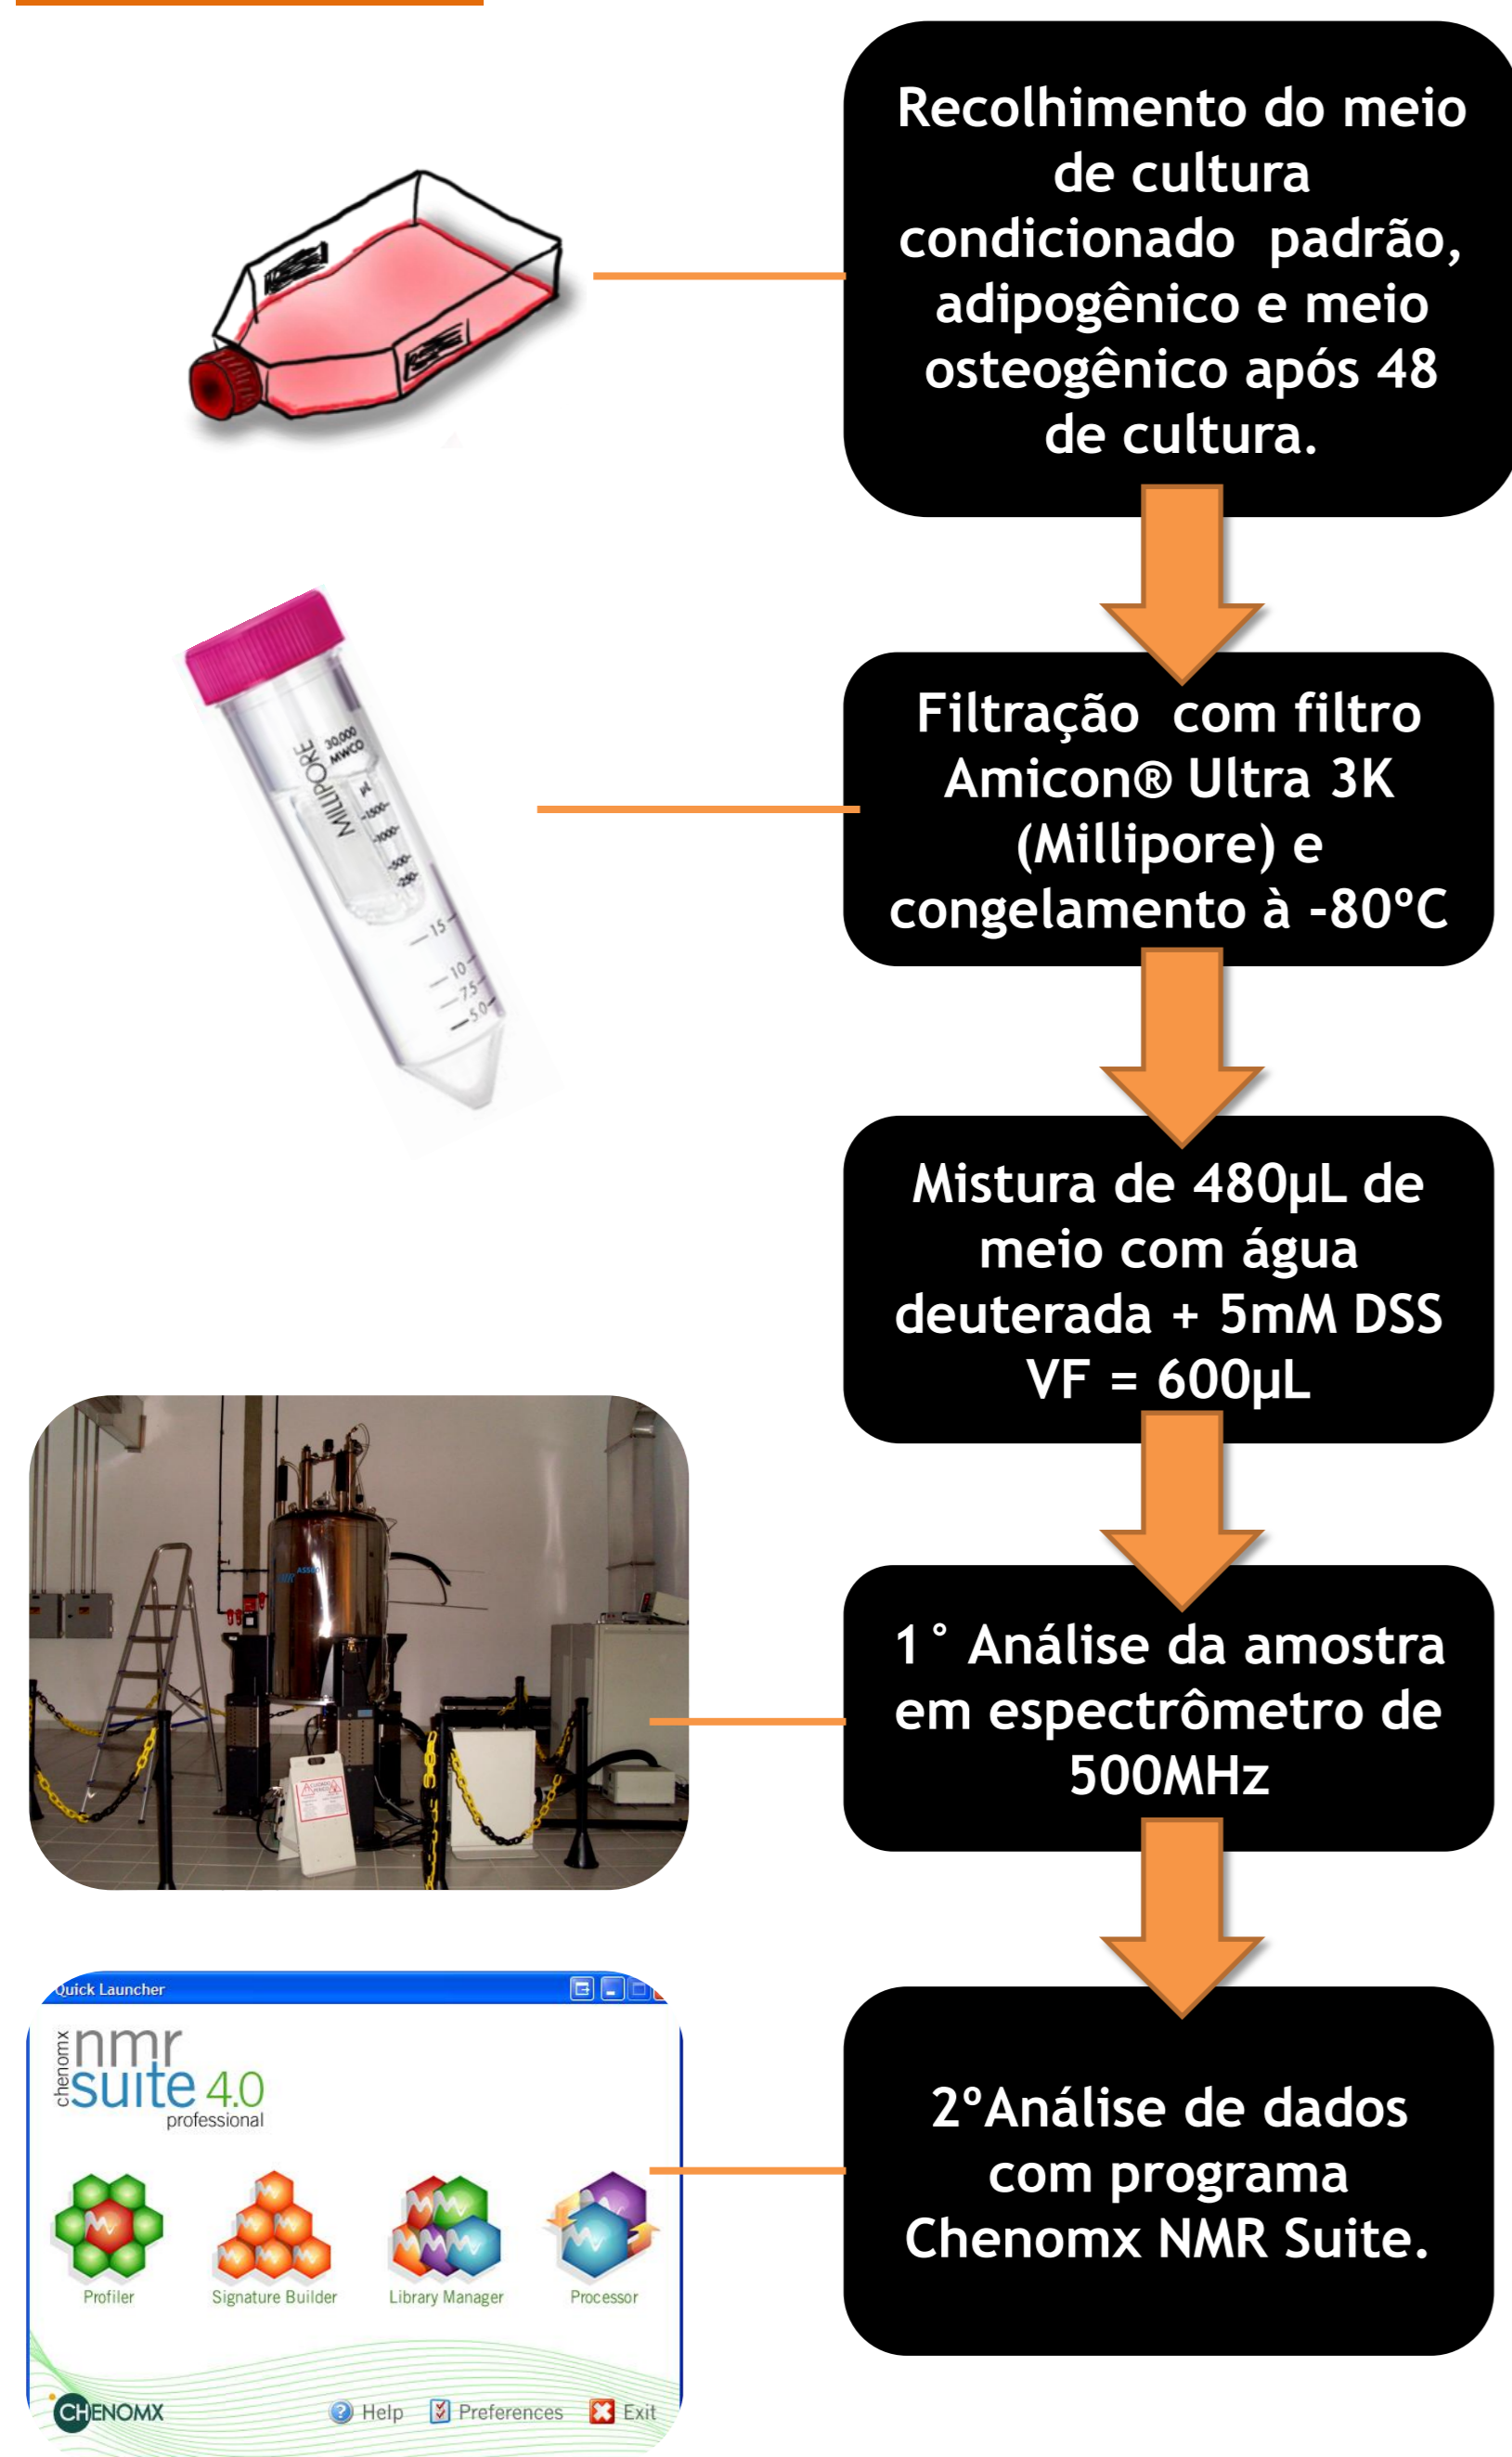 Recolhimento do meio
de cultura
condicionado padrão,
adipogênico e meio
osteogênico após 48
de cultura.
MILLIPORE
30,000
MWCO
µL
-1500-
-1000-
-500-
-250-
15
10
7.5
5.0
Filtração com filtro
Amicon® Ultra 3K
(Millipore) e
congelamento à -80ºC
Mistura de 480µL de
meio com água
deuterada + 5mM DSS
VF = 600µL
1° Análise da amostra
em espectrômetro de
500MHz
Quick Launcher
chenomx
nmr
suite 4.0
professional
Profiler
Signature Builder
Library Manager
Processor
CHENOMX
Help
Preferences
Exit
2ºAnálise de dados
com programa
Chenomx NMR Suite.